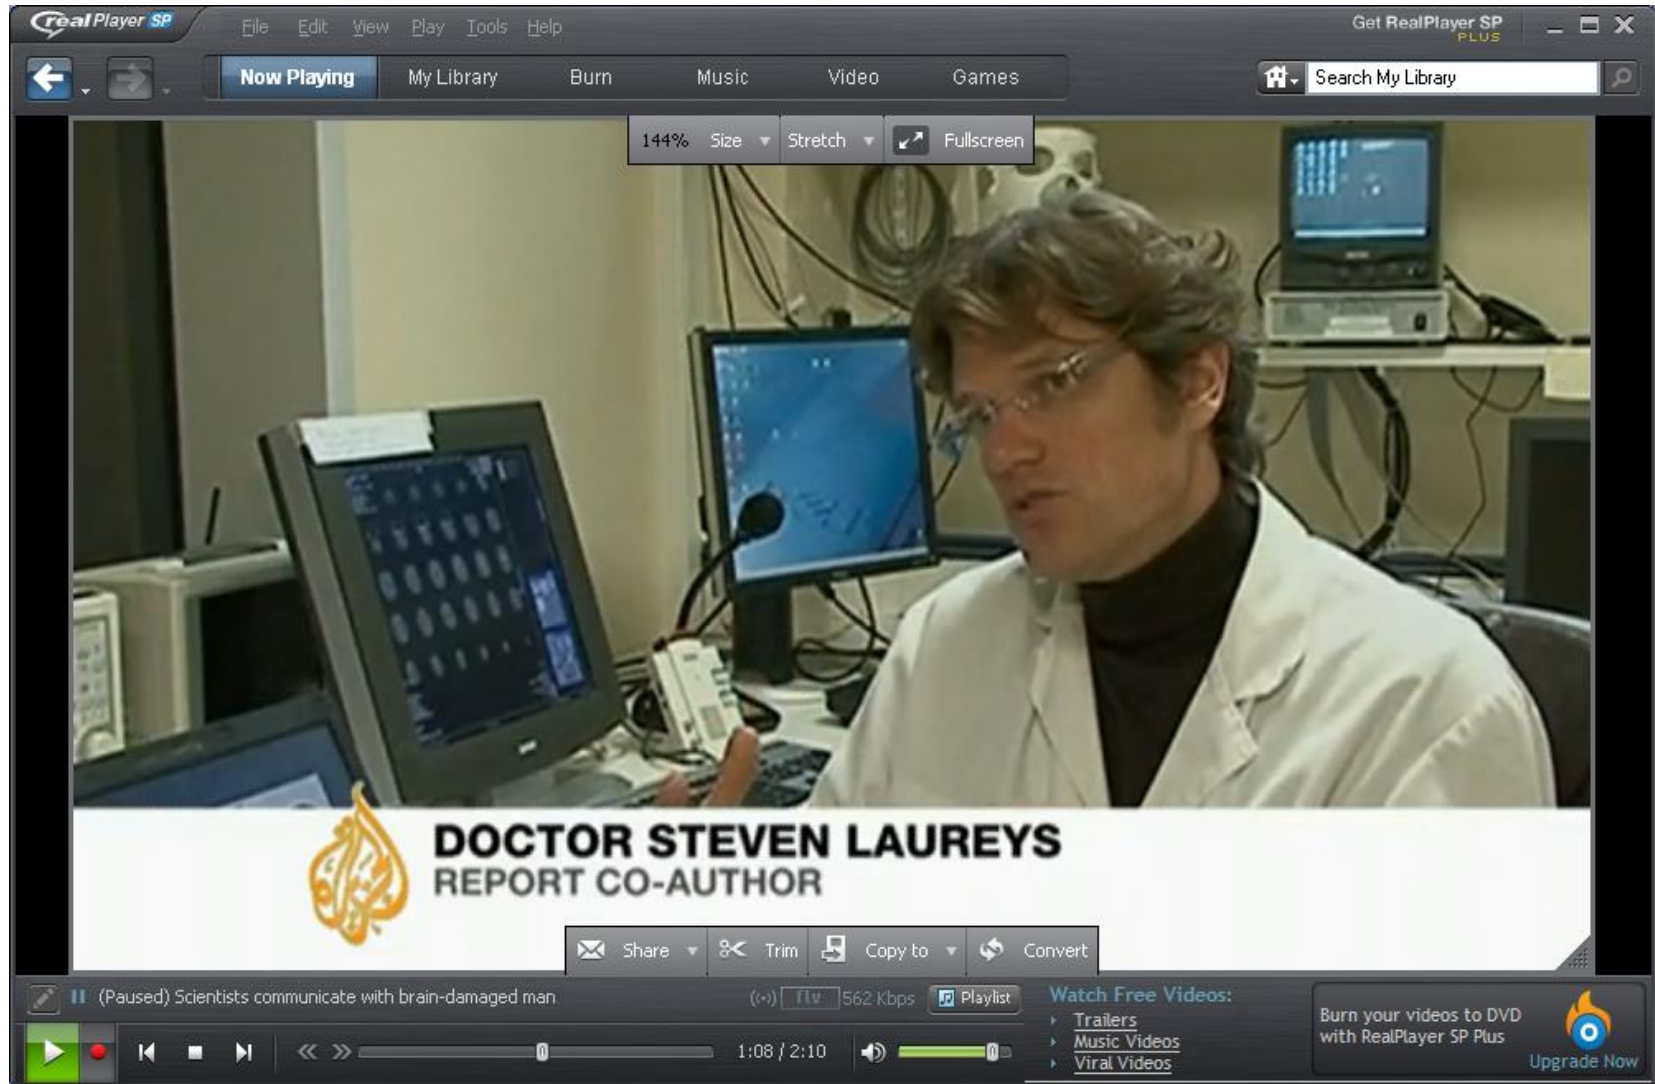 real Player SP
File Edit View Play Tools Help
Get RealPlayer SP
PLUS
Now Playing My Library Burn Music Video Games
Search My Library
144% Size Stretch Fullscreen
DOCTOR STEVEN LAUREYS
REPORT CO-AUTHOR
Share Trim Copy to Convert
(Paused) Scientists communicate with brain-damaged man
flv 562 Kbps Playlist
1:08 / 2:10
Watch Free Videos:
Trailers
Music Videos
Viral Videos
Burn your videos to DVD
with RealPlayer SP Plus
Upgrade Now